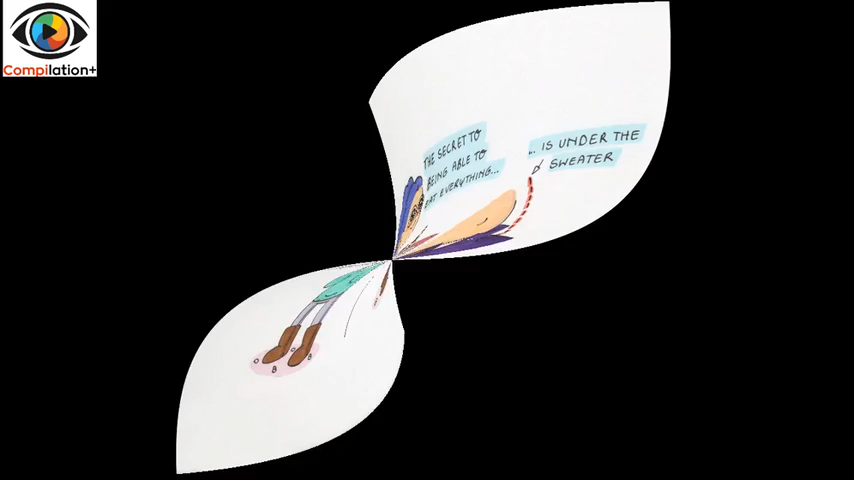 Compilation+
THE SECRET TO
BEING ABLE TO
EAT EVERYTHING...
... IS UNDER THE
SWEATER